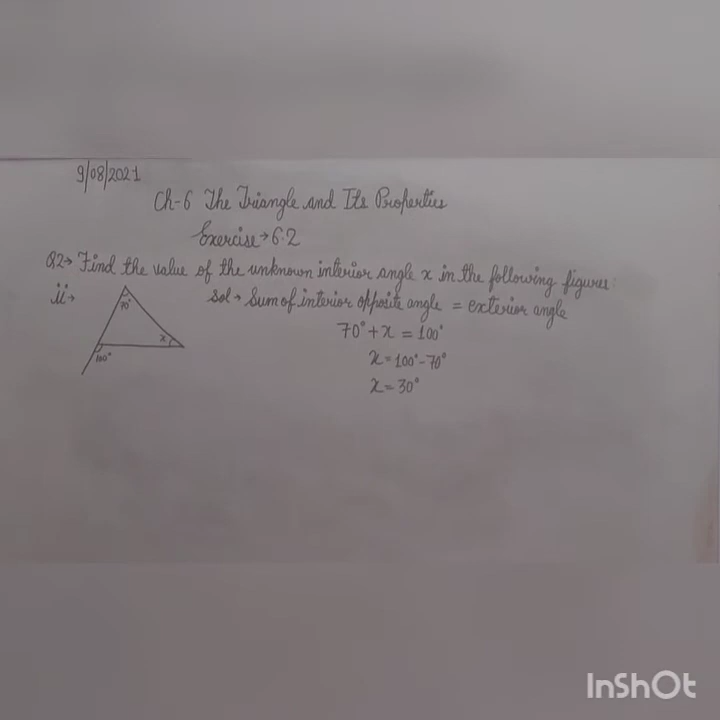 9/08/2021
Ch-6 The Triangle and Its Properties
Exercise→6.2
Q2→ Find the value of the unknown interior angle x in the following figures:
ii→
70°
x
100°
sol→ Sum of interior opposite angle = exterior angle
70° + x = 100°
x = 100° - 70°
x = 30°
InShOt